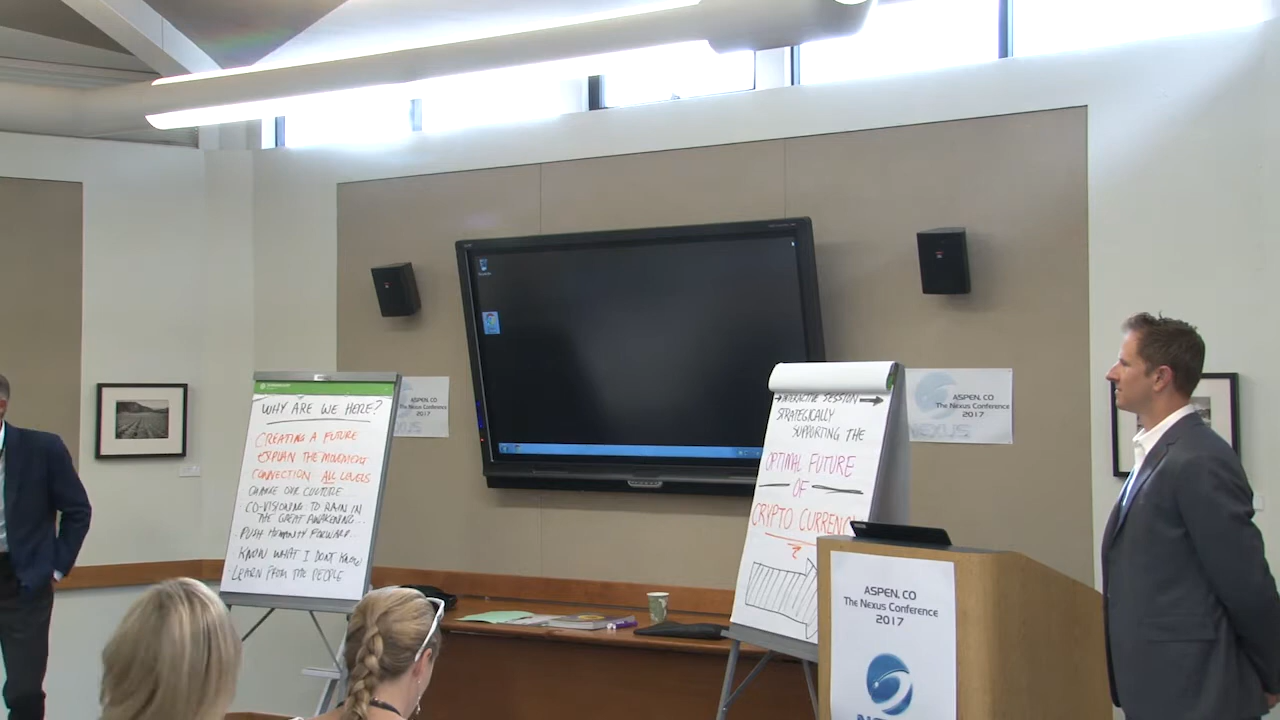 WHY ARE WE HERE?
CREATING A FUTURE
EXPLAIN THE MOVEMENT
CONNECTION ALL LEVELS
CHANGE OUR CULTURE
CO-VISIONING TO RAIN IN
THE GREAT AWAKENING...
PUSH HUMANITY FORWARD...
KNOW WHAT I DON'T KNOW
LEARN FROM THE PEOPLE
ASPEN, CO
The Nexus Conference
2017
→ INTERACTIVE SESSION →
STRATEGICALLY
SUPPORTING THE
OPTIMAL FUTURE
OF
CRYPTO CURRENCY
?
ASPEN, CO
The Nexus Conference
2017
NEXUS
ASPEN, CO
The Nexus Conference
2017